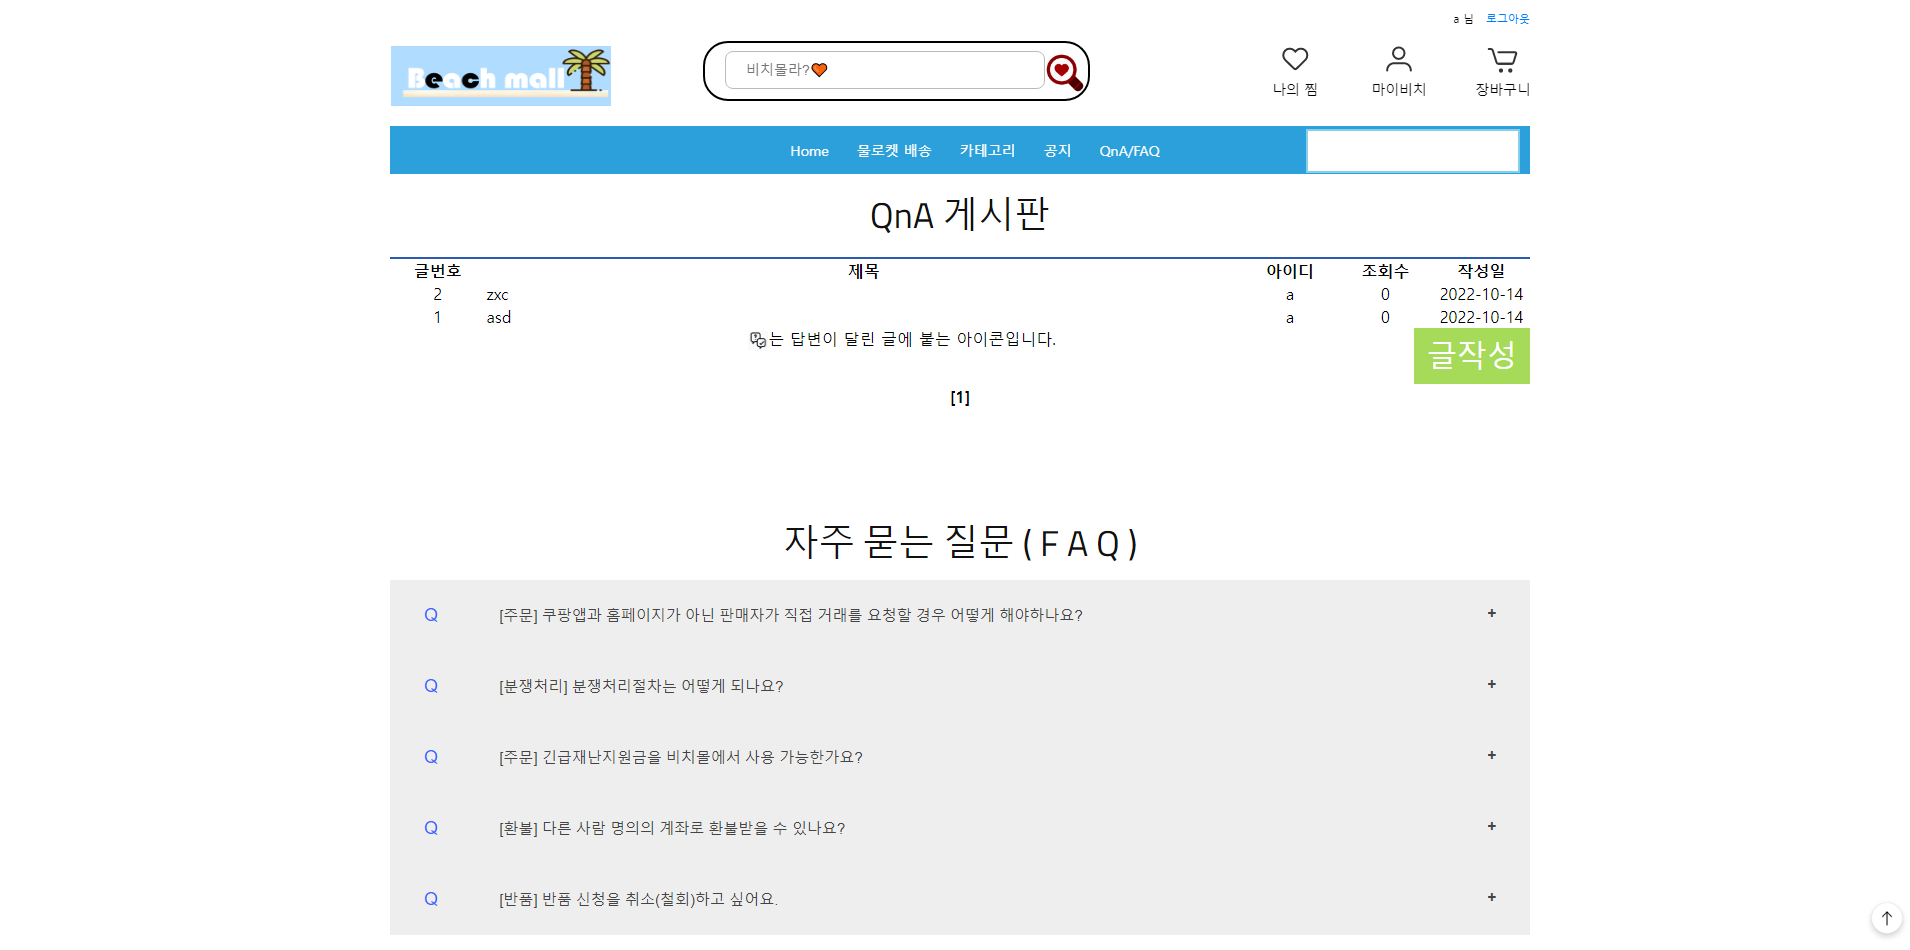 a 님 로그아웃
Beach mall
비치몰라?🧡
나의 찜 마이비치 장바구니
Home 물로켓 배송 카테고리 공지 QnA/FAQ
QnA 게시판
글번호 제목 아이디 조회수 작성일
2 zxc a 0 2022-10-14
1 asd a 0 2022-10-14
는 답변이 달린 글에 붙는 아이콘입니다.
글작성
[1]
자주 묻는 질문 ( F A Q )
Q [주문] 쿠팡앱과 홈페이지가 아닌 판매자가 직접 거래를 요청할 경우 어떻게 해야하나요? +
Q [분쟁처리] 분쟁처리절차는 어떻게 되나요? +
Q [주문] 긴급재난지원금을 비치몰에서 사용 가능한가요? +
Q [환불] 다른 사람 명의의 계좌로 환불받을 수 있나요? +
Q [반품] 반품 신청을 취소(철회)하고 싶어요. +